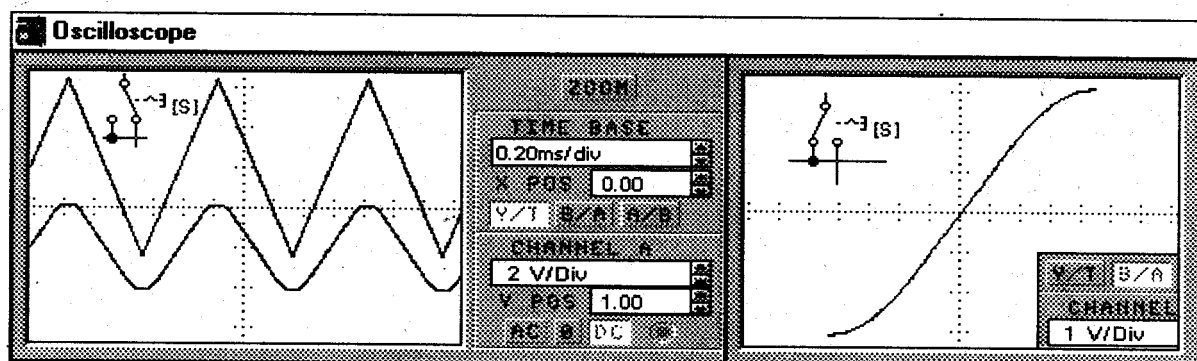 Oscilloscope
[S]
ZOOM
TIME BASE
0.20ms/div
X POS 0.00
Y/T B/A A/B
CHANNEL A
2 V/Div
Y POS 1.00
AC 0 DC
[S]
Y/T B/A
CHANNEL
1 V/Div